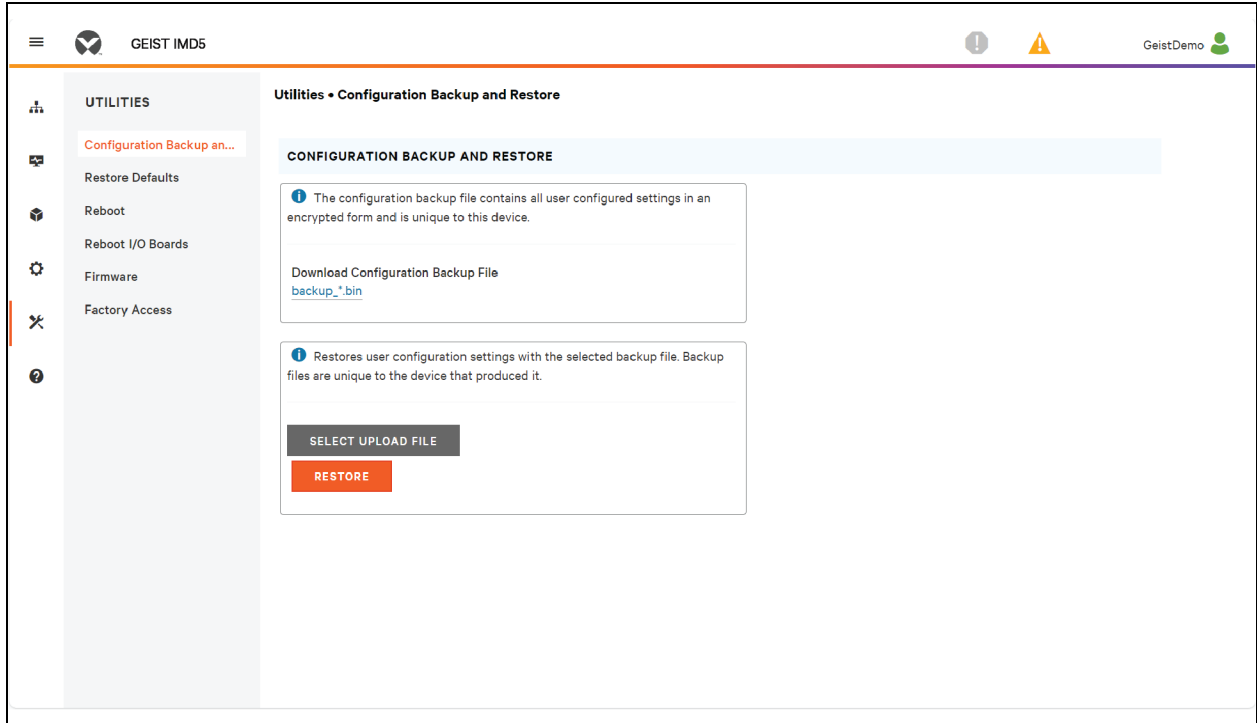 GEIST IMD5
GeistDemo
UTILITIES
Configuration Backup an...
Restore Defaults
Reboot
Reboot I/O Boards
Firmware
Factory Access
Utilities • Configuration Backup and Restore
CONFIGURATION BACKUP AND RESTORE
The configuration backup file contains all user configured settings in an
encrypted form and is unique to this device.
Download Configuration Backup File
backup_*.bin
Restores user configuration settings with the selected backup file. Backup
files are unique to the device that produced it.
SELECT UPLOAD FILE
RESTORE